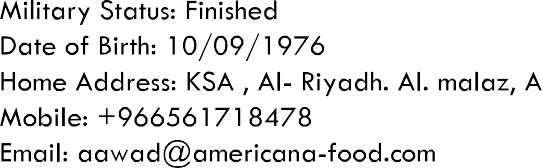 Military Status: Finished
Date of Birth: 10/09/1976
Home Address: KSA , Al- Riyadh. Al. malaz, A
Mobile: +966561718478
Email: aawad@americana-food.com